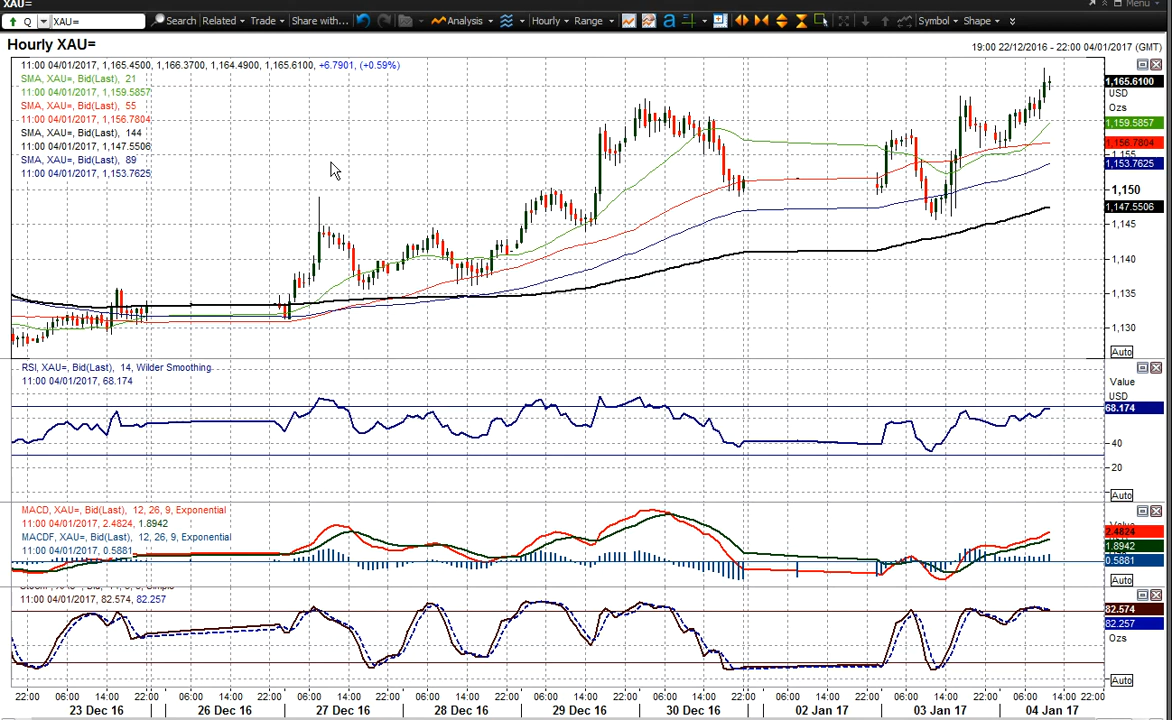 XAU=
Menu
Q XAU= Search Related Trade Share with... Analysis Hourly Range a Symbol Shape
Hourly XAU=
19:00 22/12/2016 - 22:00 04/01/2017 (GMT)
11:00 04/01/2017, 1,165.4500, 1,166.3700, 1,164.4900, 1,165.6100, +6.7901, (+0.59%)
SMA, XAU=, Bid(Last), 21
11:00 04/01/2017, 1,159.5857
SMA, XAU=, Bid(Last), 55
11:00 04/01/2017, 1,156.7804
SMA, XAU=, Bid(Last), 144
11:00 04/01/2017, 1,147.5506
SMA, XAU=, Bid(Last), 89
11:00 04/01/2017, 1,153.7625
1,165.6100
USD
Ozs
1,159.5857
1,156.7804
1,155
1,153.7625
1,150
1,147.5506
1,145
1,140
1,135
1,130
Auto
RSI, XAU=, Bid(Last), 14, Wilder Smoothing
11:00 04/01/2017, 68.174
Value
USD
68.174
40
20
Auto
MACD, XAU=, Bid(Last), 12, 26, 9, Exponential
11:00 04/01/2017, 2.4824, 1.8942
MACDF, XAU=, Bid(Last), 12, 26, 9, Exponential
11:00 04/01/2017, 0.5881
Value
2.4824
1.8942
0.5881
Auto
11:00 04/01/2017, 82.574, 82.257
82.574
82.257
Ozs
Auto
22:00 06:00 14:00 22:00 06:00 14:00 22:00 06:00 14:00 22:00 06:00 14:00 22:00 06:00 14:00 22:00 06:00 14:00 22:00 06:00 14:00 22:00 06:00 14:00 22:00 06:00 14:00 22:00
23 Dec 16 26 Dec 16 27 Dec 16 28 Dec 16 29 Dec 16 30 Dec 16 02 Jan 17 03 Jan 17 04 Jan 17